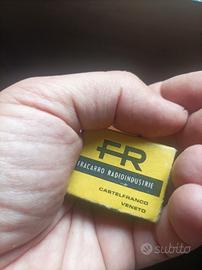 FR
FRACARRO RADIOINDUSTRIE
CASTELFRANCO
VENETO
subito